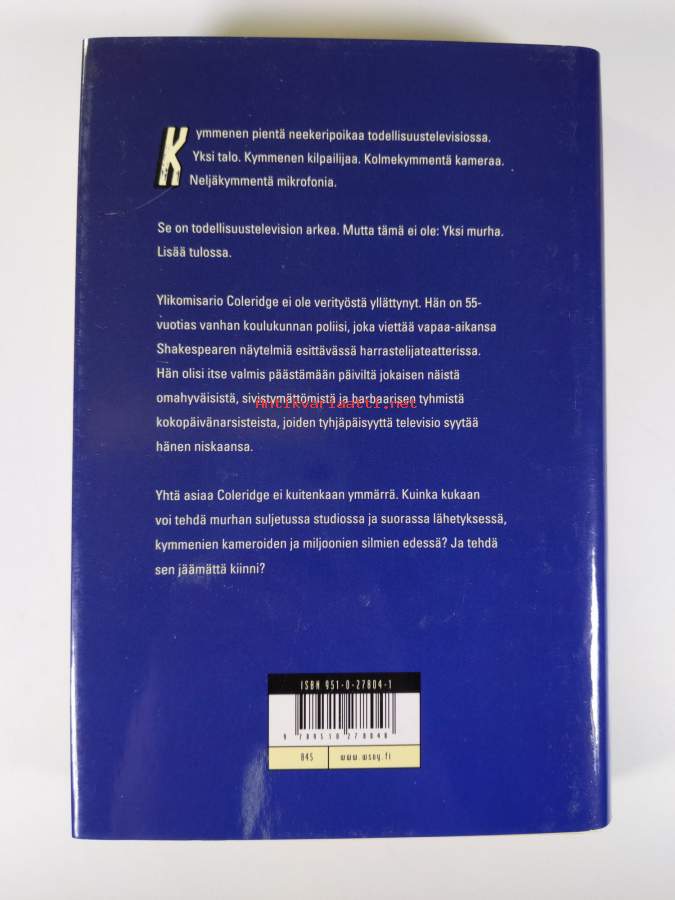 Kymmenen pientä neekeripoikaa todellisuustelevisiossa.
Yksi talo. Kymmenen kilpailijaa. Kolmekymmentä kameraa.
Neljäkymmentä mikrofonia.
Se on todellisuustelevision arkea. Mutta tämä ei ole: Yksi murha.
Lisää tulossa.
Ylikomisario Coleridge ei ole verityöstä yllättynyt. Hän on 55-
vuotias vanhan koulukunnan poliisi, joka viettää vapaa-aikansa
Shakespearen näytelmiä esittävässä harrastelijateatterissa.
Hän olisi itse valmis päästämään päiviltä jokaisen näistä
omahyväisistä, sivistymättömistä ja barbaarisen tyhmistä
Antikvariaatti.net
kokopäivänarsisteista, joiden tyhjäpäisyyttä televisio syytää
hänen niskaansa.
Yhtä asiaa Coleridge ei kuitenkaan ymmärrä. Kuinka kukaan
voi tehdä murhan suljetussa studiossa ja suorassa lähetyksessä,
kymmenien kameroiden ja miljoonien silmien edessä? Ja tehdä
sen jäämättä kiinni?
ISBN 951-0-27804-1
9 789510 278048
845 www.wsoy.fi